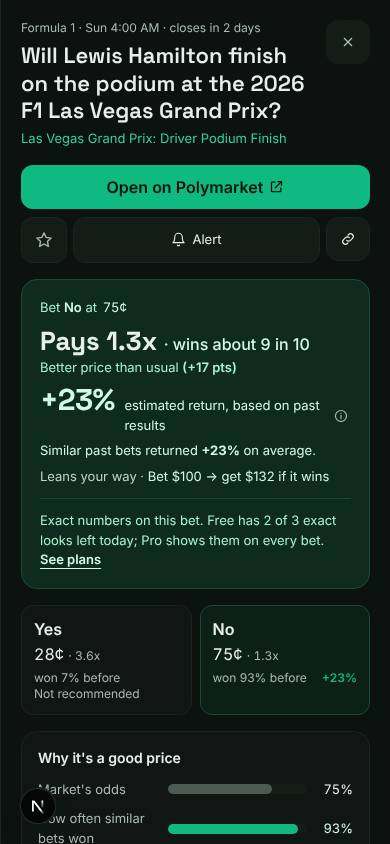 Formula 1 · Sun 4:00 AM · closes in 2 days
Will Lewis Hamilton finish
on the podium at the 2026
F1 Las Vegas Grand Prix?
Las Vegas Grand Prix: Driver Podium Finish
Open on Polymarket
Alert
Bet No at 75¢
Pays 1.3x · wins about 9 in 10
Better price than usual (+17 pts)
+23% estimated return, based on past
results
Similar past bets returned +23% on average.
Leans your way · Bet $100 → get $132 if it wins
Exact numbers on this bet. Free has 2 of 3 exact
looks left today; Pro shows them on every bet.
See plans
Yes
28¢ · 3.6x
won 7% before
Not recommended
No
75¢ · 1.3x
won 93% before +23%
Why it's a good price
Market's odds 75%
N
often similar 93%
bets won